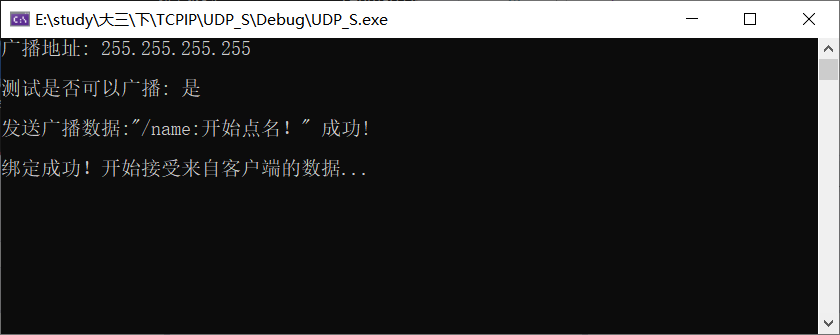 E:\study\大三\下\TCPIP\UDP_S\Debug\UDP_S.exe
广播地址: 255.255.255.255
测试是否可以广播: 是
发送广播数据:"/name:开始点名！" 成功!
绑定成功！开始接受来自客户端的数据...